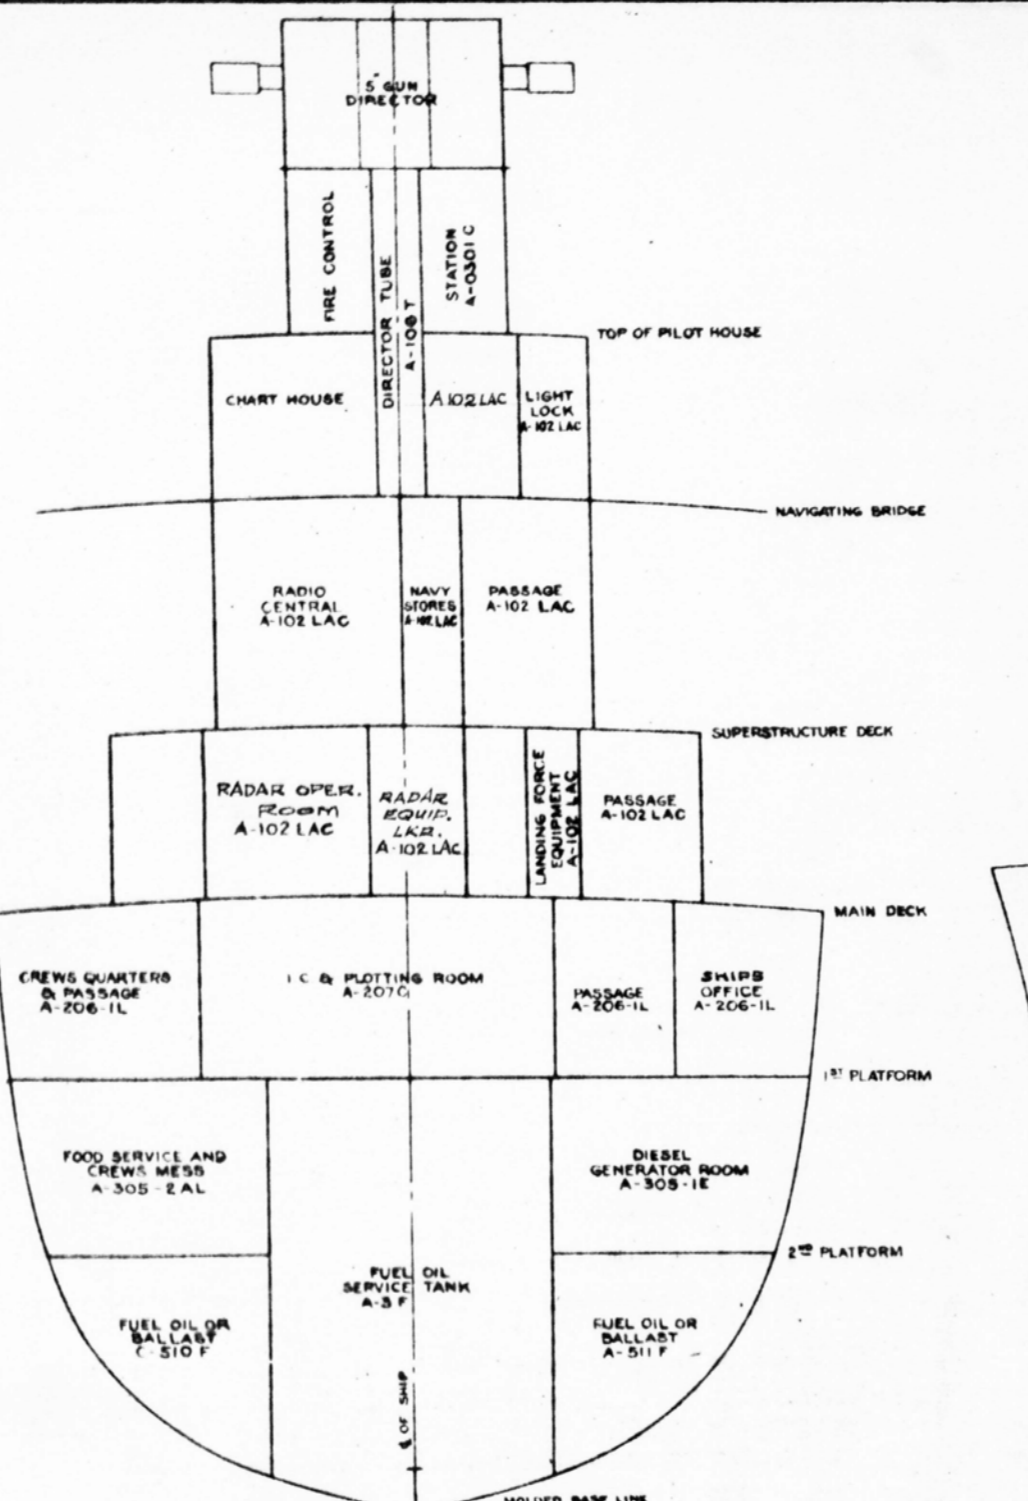 5" GUN
DIRECTOR
FIRE CONTROL
DIRECTOR TUBE
A-108 T
STATION
A-0301 C
TOP OF PILOT HOUSE
CHART HOUSE
A 102 LAC
LIGHT
LOCK
A-102 LAC
NAVIGATING BRIDGE
RADIO
CENTRAL
A-102 LAC
NAVY
STORES
A-102 LAC
PASSAGE
A-102 LAC
SUPERSTRUCTURE DECK
RADAR OPER.
ROOM
A-102 LAC
RADAR
EQUIP.
LKR.
A-102 LAC
LANDING FORCE
EQUIPMENT
A-102 LAC
PASSAGE
A-102 LAC
MAIN DECK
CREWS QUARTERS
& PASSAGE
A-206-1L
I C & PLOTTING ROOM
A-207C
PASSAGE
A-206-1L
SHIPS
OFFICE
A-206-1L
1ST PLATFORM
FOOD SERVICE AND
CREWS MESS
A-305-2AL
DIESEL
GENERATOR ROOM
A-305-1E
2ND PLATFORM
FUEL OIL
SERVICE TANK
A-5 F
FUEL OIL OR
BALLAST
C-510 F
FUEL OIL OR
BALLAST
A-511 F
℄ OF SHIP
MOLDED BASE LINE